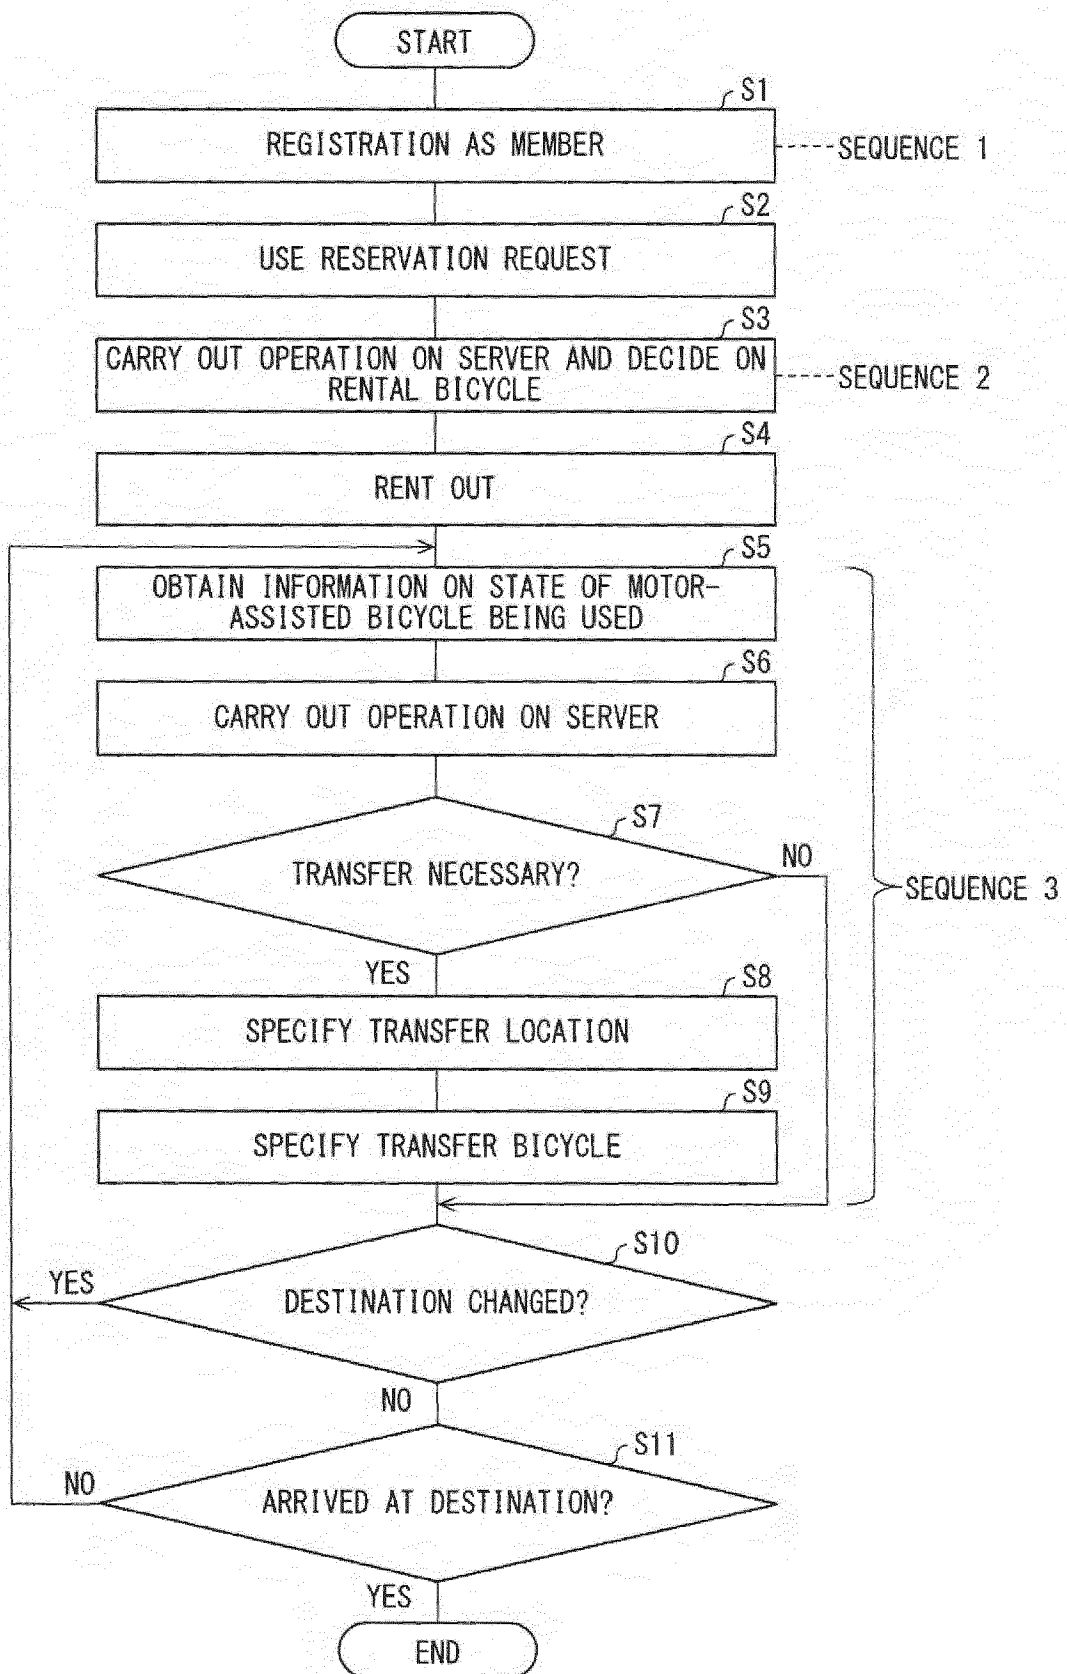 START
S1
REGISTRATION AS MEMBER
SEQUENCE 1
S2
USE RESERVATION REQUEST
S3
CARRY OUT OPERATION ON SERVER AND DECIDE ON
RENTAL BICYCLE
SEQUENCE 2
S4
RENT OUT
S5
OBTAIN INFORMATION ON STATE OF MOTOR-
ASSISTED BICYCLE BEING USED
S6
CARRY OUT OPERATION ON SERVER
S7
TRANSFER NECESSARY?
NO
SEQUENCE 3
YES
S8
SPECIFY TRANSFER LOCATION
S9
SPECIFY TRANSFER BICYCLE
S10
YES
DESTINATION CHANGED?
NO
S11
NO
ARRIVED AT DESTINATION?
YES
END